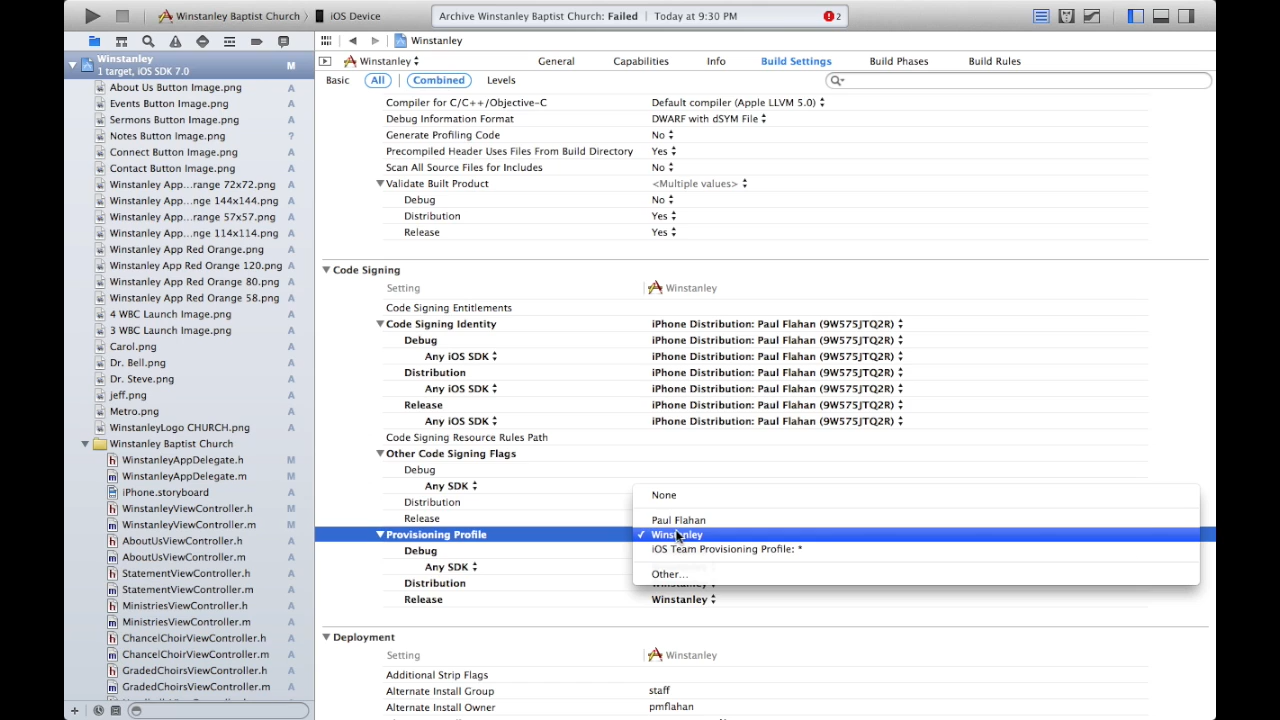 Winstanley Baptist Church
iOS Device
Archive Winstanley Baptist Church: Failed | Today at 9:30 PM
2
Winstanley
1 target, iOS SDK 7.0
M
About Us Button Image.png A
Events Button Image.png A
Sermons Button Image.png A
Notes Button Image.png ?
Connect Button Image.png A
Contact Button Image.png A
Winstanley App...range 72x72.png A
Winstanley App...nge 144x144.png A
Winstanley App...range 57x57.png A
Winstanley App...nge 114x114.png A
Winstanley App Red Orange.png A
Winstanley App Red Orange 120.png A
Winstanley App Red Orange 80.png A
Winstanley App Red Orange 58.png A
4 WBC Launch Image.png A
3 WBC Launch Image.png A
Carol.png A
Dr. Bell.png A
Dr. Steve.png A
jeff.png A
Metro.png A
WinstanleyLogo CHURCH.png A
Winstanley Baptist Church
h WinstanleyAppDelegate.h M
m WinstanleyAppDelegate.m M
iPhone.storyboard A
h WinstanleyViewController.h M
m WinstanleyViewController.m M
h AboutUsViewController.h A
m AboutUsViewController.m A
h StatementViewController.h A
m StatementViewController.m A
h MinistriesViewController.h A
m MinistriesViewController.m A
h ChancelChoirViewController.h A
m ChancelChoirViewController.m A
h GradedChoirsViewController.h A
m GradedChoirsViewController.m A
Winstanley
Winstanley General Capabilities Info Build Settings Build Phases Build Rules
Basic All Combined Levels
Compiler for C/C++/Objective-C Default compiler (Apple LLVM 5.0)
Debug Information Format DWARF with dSYM File
Generate Profiling Code No
Precompiled Header Uses Files From Build Directory Yes
Scan All Source Files for Includes No
Validate Built Product <Multiple values>
Debug No
Distribution Yes
Release Yes
Code Signing
Setting Winstanley
Code Signing Entitlements
Code Signing Identity iPhone Distribution: Paul Flahan (9W575JTQ2R)
Debug iPhone Distribution: Paul Flahan (9W575JTQ2R)
Any iOS SDK iPhone Distribution: Paul Flahan (9W575JTQ2R)
Distribution iPhone Distribution: Paul Flahan (9W575JTQ2R)
Any iOS SDK iPhone Distribution: Paul Flahan (9W575JTQ2R)
Release iPhone Distribution: Paul Flahan (9W575JTQ2R)
Any iOS SDK iPhone Distribution: Paul Flahan (9W575JTQ2R)
Code Signing Resource Rules Path
Other Code Signing Flags
Debug
Any SDK
Distribution
Release
Provisioning Profile
Debug
Any SDK
Distribution
Release Winstanley
None
Paul Flahan
✓ Winstanley
iOS Team Provisioning Profile: *
Other...
Deployment
Setting Winstanley
Additional Strip Flags
Alternate Install Group staff
Alternate Install Owner pmflahan